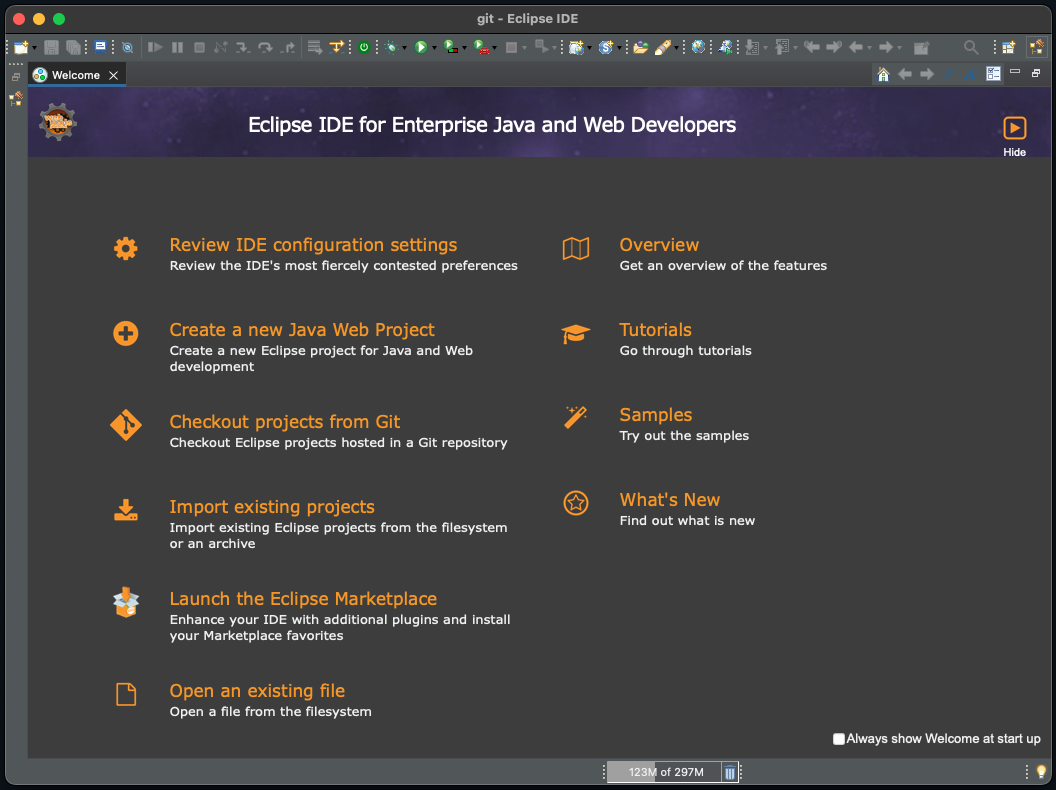 git - Eclipse IDE
Welcome
Eclipse IDE for Enterprise Java and Web Developers
Hide
Review IDE configuration settings
Review the IDE's most fiercely contested preferences
Create a new Java Web Project
Create a new Eclipse project for Java and Web
development
Checkout projects from Git
Checkout Eclipse projects hosted in a Git repository
Import existing projects
Import existing Eclipse projects from the filesystem
or an archive
Launch the Eclipse Marketplace
Enhance your IDE with additional plugins and install
your Marketplace favorites
Open an existing file
Open a file from the filesystem
Overview
Get an overview of the features
Tutorials
Go through tutorials
Samples
Try out the samples
What's New
Find out what is new
Always show Welcome at start up
123M of 297M